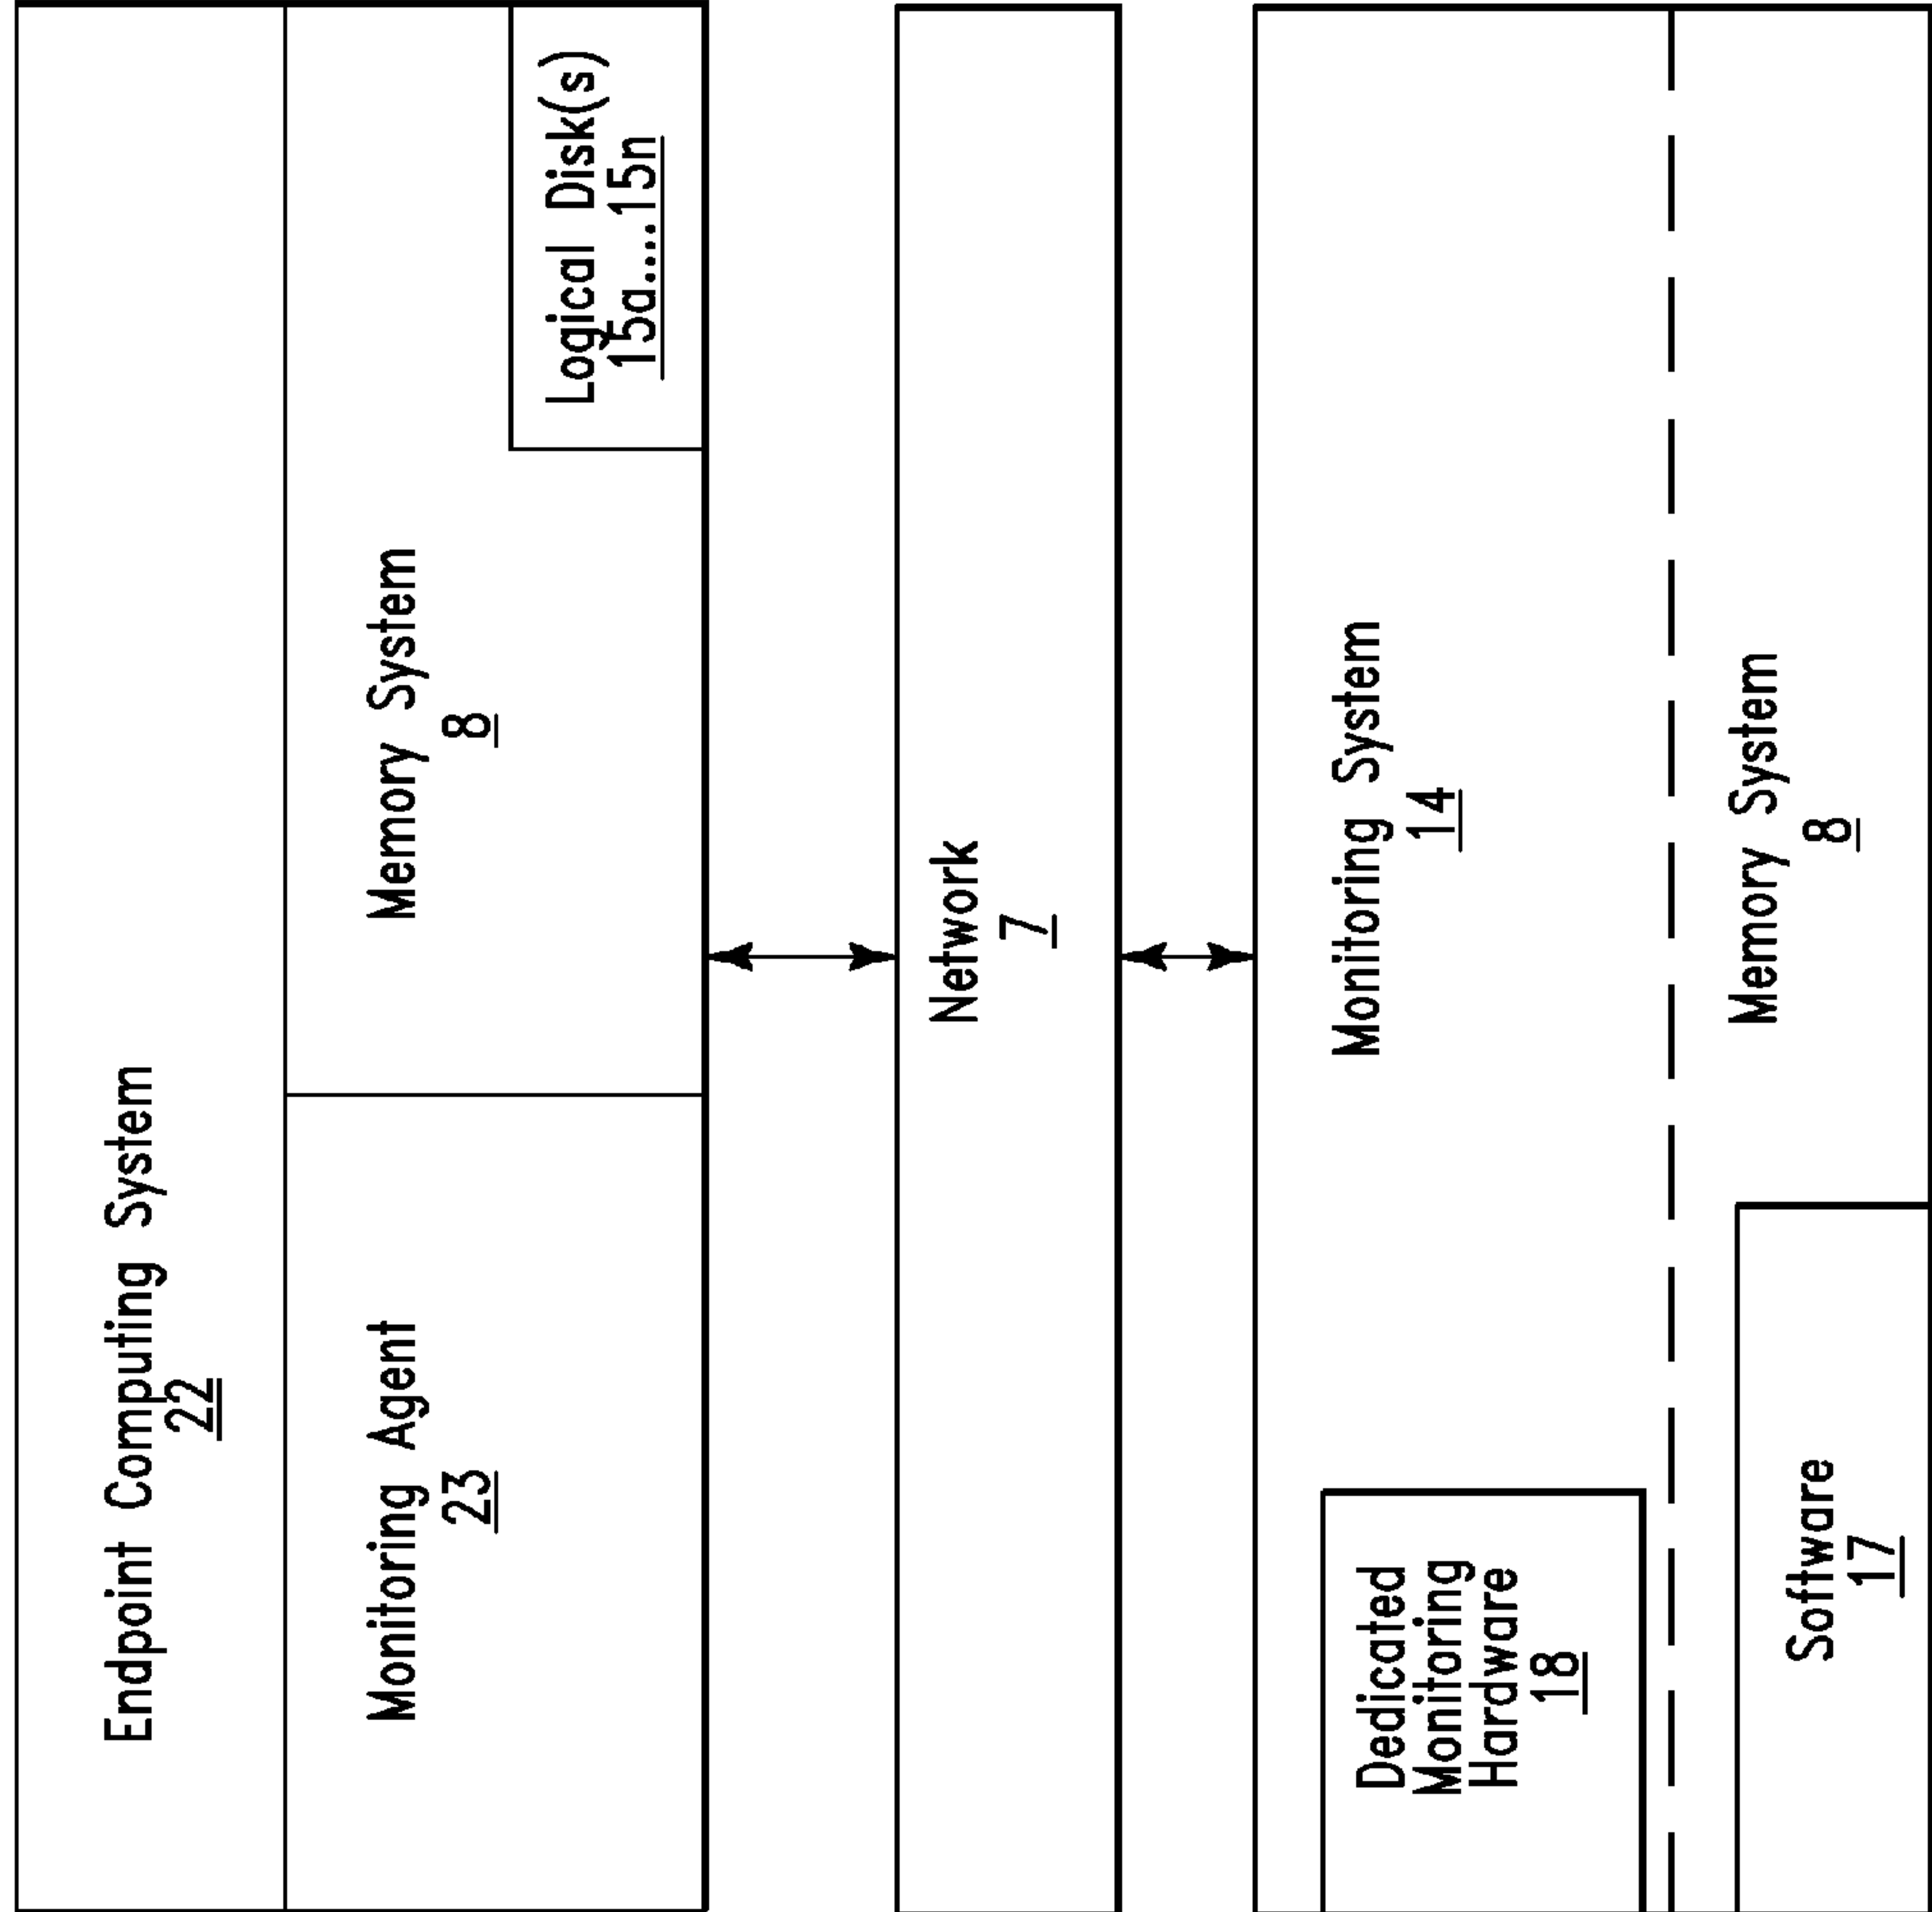 Endpoint Computing System
22
Monitoring Agent
23
Memory System
8
Logical Disk(s)
15a....15n
Network
7
Monitoring System
14
Dedicated
Monitoring
Hardware
18
Memory System
8
Software
17